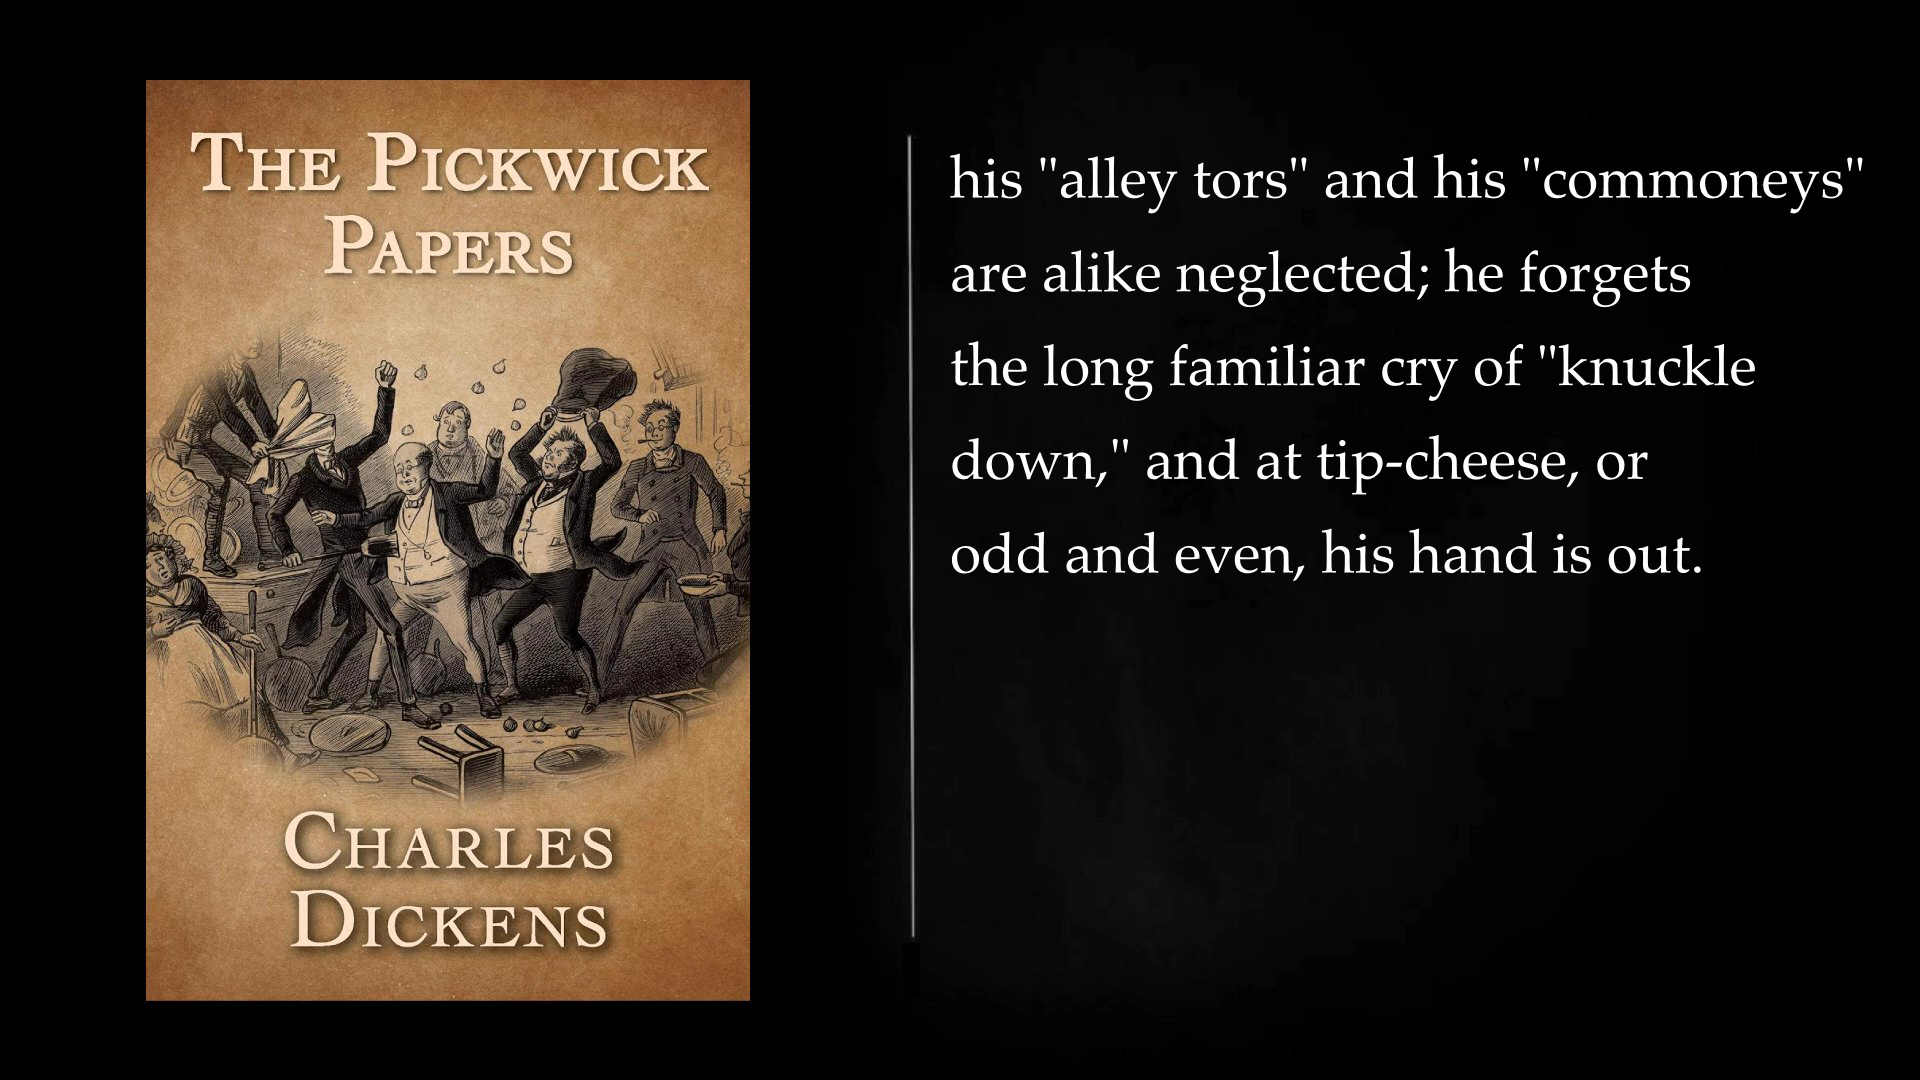 The Pickwick
Papers
Charles
Dickens
his "alley tors" and his "commoneys"
are alike neglected; he forgets
the long familiar cry of "knuckle
down," and at tip-cheese, or
odd and even, his hand is out.